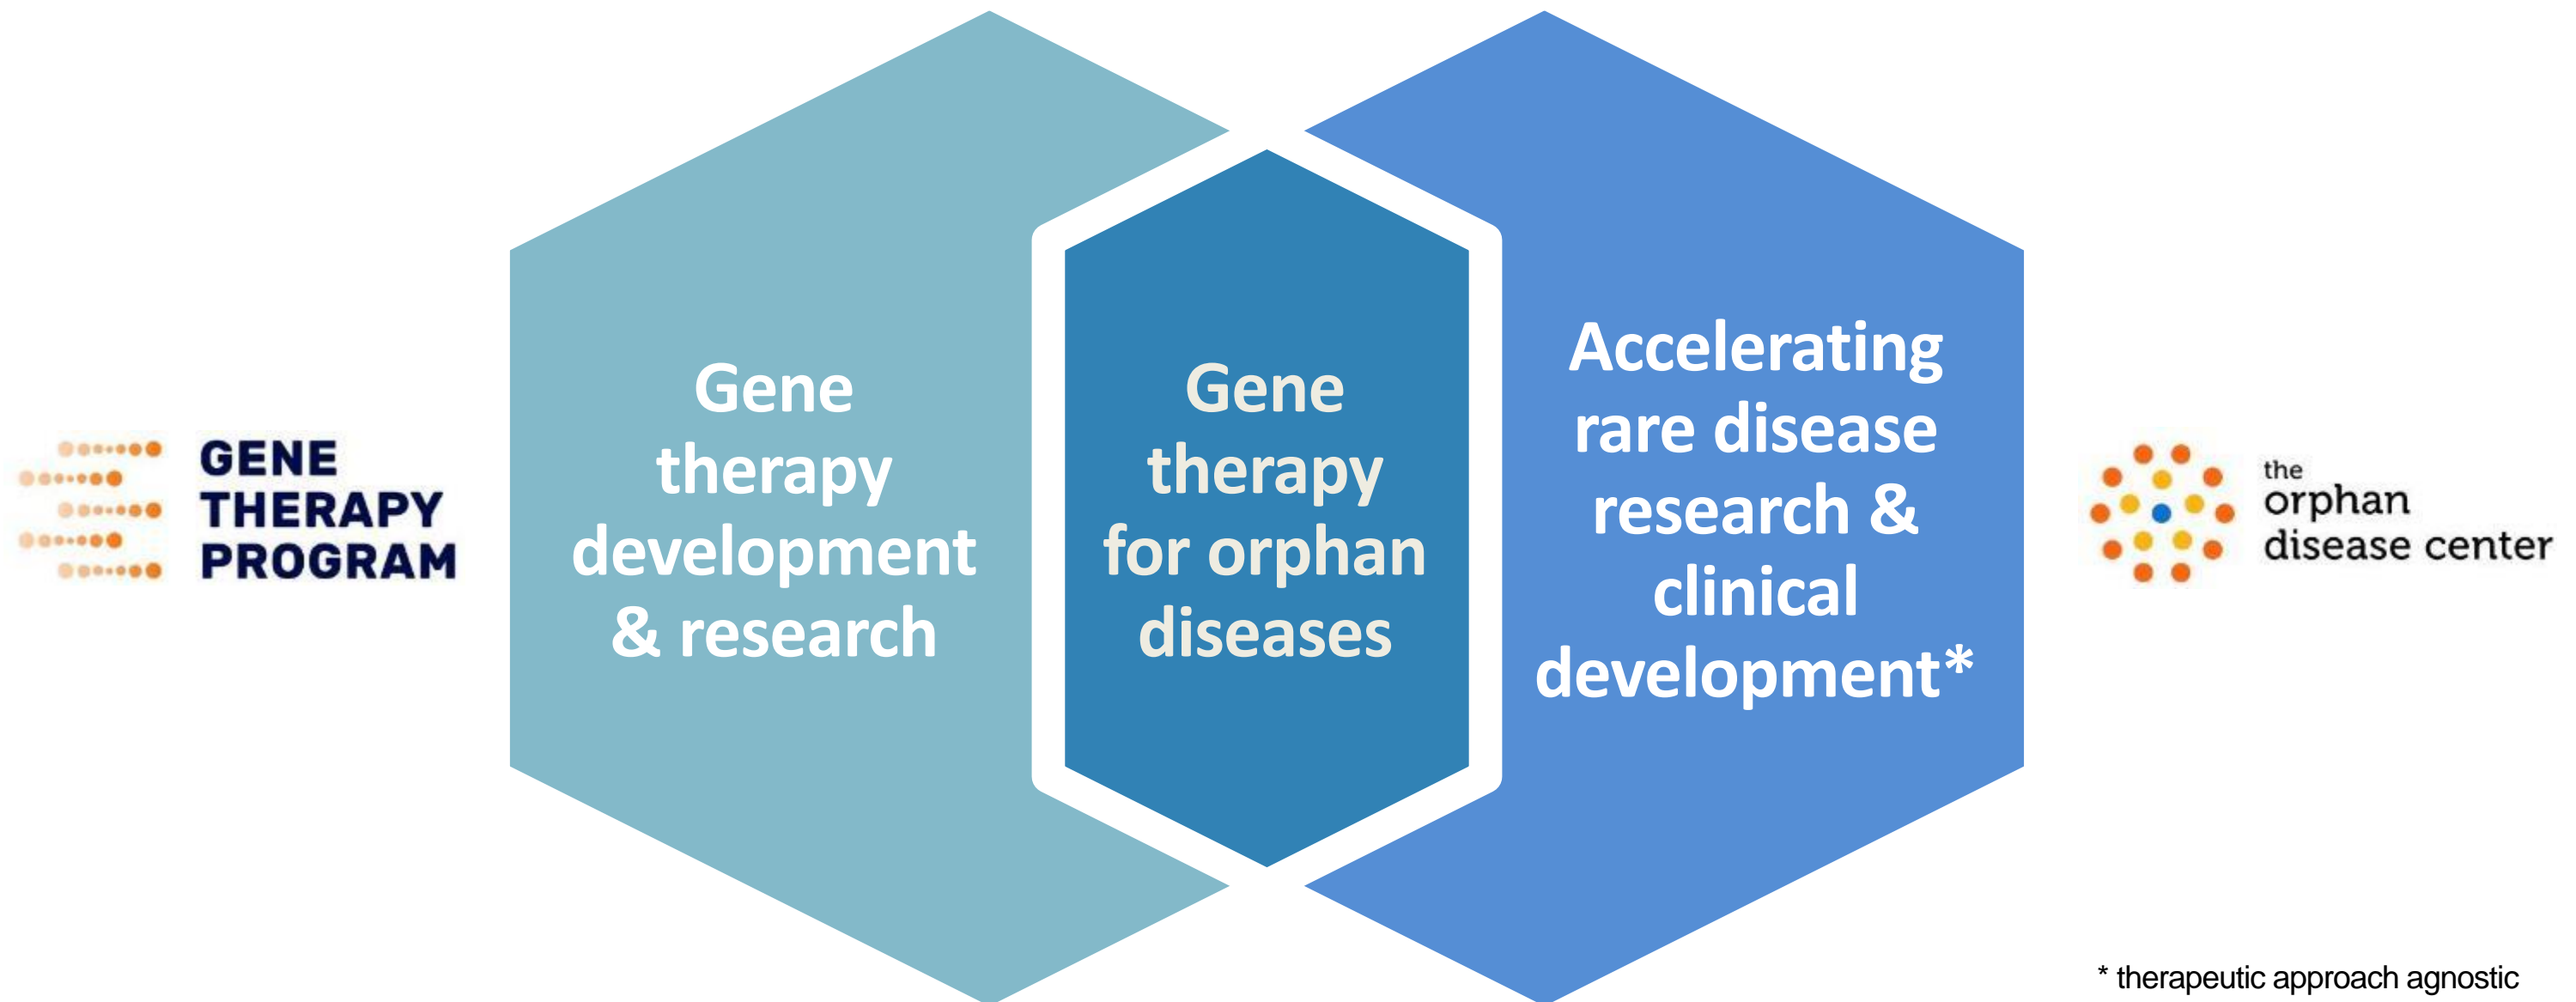 GENE
THERAPY
PROGRAM
Gene
therapy
development
& research
Gene
therapy
for orphan
diseases
Accelerating
rare disease
research &
clinical
development*
the
orphan
disease center
* therapeutic approach agnostic